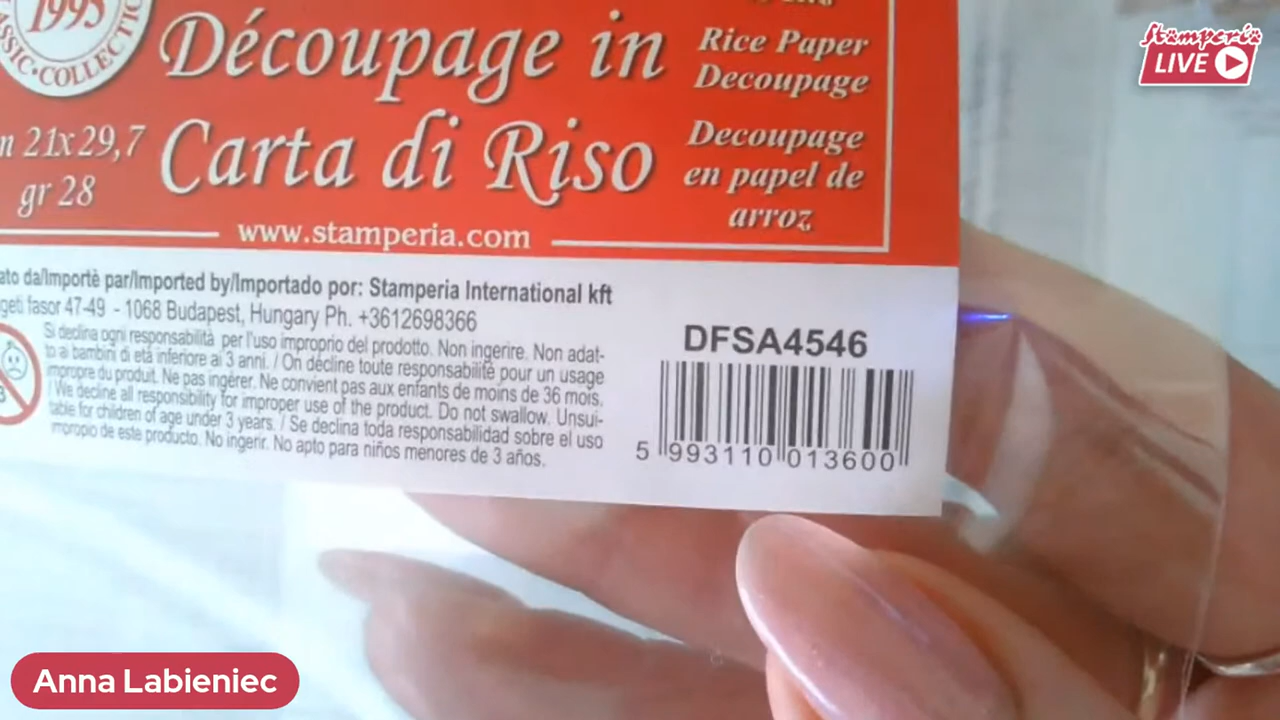 1995
CLASSIC·COLLECTION
Découpage in
Carta di Riso
21x29,7
gr 28
Rice Paper
Decoupage
Decoupage
en papel de
arroz
www.stamperia.com
Importè par/Imported by/Importado por: Stamperia International kft
fasor 47-49 - 1068 Budapest, Hungary Ph. +3612698366
Si declina ogni responsabilità per l'uso improprio del prodotto. Non ingerire. Non adat-
to ai bambini di età inferiore ai 3 anni. / On décline toute responsabilité pour un usage
impropre du produit. Ne pas ingérer. Ne convient pas aux enfants de moins de 36 mois.
/ We decline all responsibility for improper use of the product. Do not swallow. Unsui-
table for children of age under 3 years. / Se declina toda responsabilidad sobre el uso
impropio de este producto. No ingerir. No apto para niños menores de 3 años.
DFSA4546
5 993110 013600
Stamperia
LIVE
Anna Labieniec